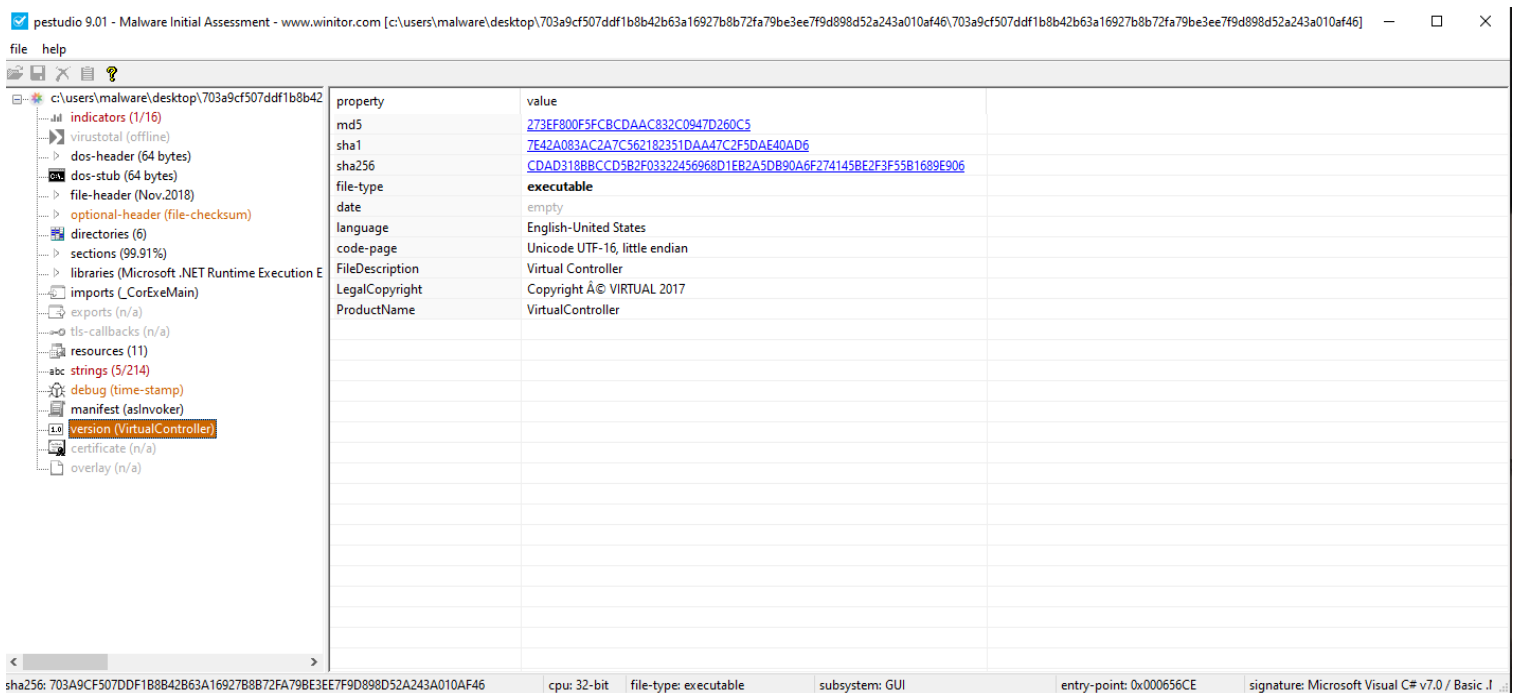 pestudio 9.01 - Malware Initial Assessment - www.winitor.com [c:\users\malware\desktop\703a9cf507ddf1b8b42b63a16927b8b72fa79be3ee7f9d898d52a243a010af46\703a9cf507ddf1b8b42b63a16927b8b72fa79be3ee7f9d898d52a243a010af46]
file help
c:\users\malware\desktop\703a9cf507ddf1b8b42
indicators (1/16)
virustotal (offline)
dos-header (64 bytes)
dos-stub (64 bytes)
file-header (Nov.2018)
optional-header (file-checksum)
directories (6)
sections (99.91%)
libraries (Microsoft .NET Runtime Execution E
imports (_CorExeMain)
exports (n/a)
tls-callbacks (n/a)
resources (11)
abc strings (5/214)
debug (time-stamp)
manifest (asInvoker)
1.0 version (VirtualController)
certificate (n/a)
overlay (n/a)
property value
md5 273EF800F5FCBCDAAC832C0947D260C5
sha1 7E42A083AC2A7C562182351DAA47C2F5DAE40AD6
sha256 CDAD318BBCCD5B2F03322456968D1EB2A5DB90A6F274145BE2F3F55B1689E906
file-type executable
date empty
language English-United States
code-page Unicode UTF-16, little endian
FileDescription Virtual Controller
LegalCopyright Copyright Â© VIRTUAL 2017
ProductName VirtualController
sha256: 703A9CF507DDF1B8B42B63A16927B8B72FA79BE3EE7F9D898D52A243A010AF46 cpu: 32-bit file-type: executable subsystem: GUI entry-point: 0x000656CE signature: Microsoft Visual C# v7.0 / Basic .